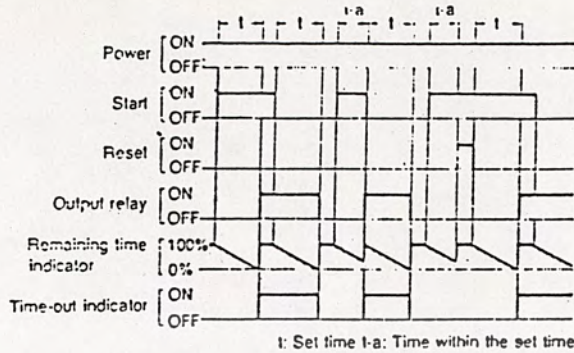 t t t-a t-a t
Power ON
OFF
Start ON
OFF
Reset ON
OFF
Output relay ON
OFF
Remaining time indicator 100%
0%
Time-out indicator ON
OFF
t: Set time t-a: Time within the set time